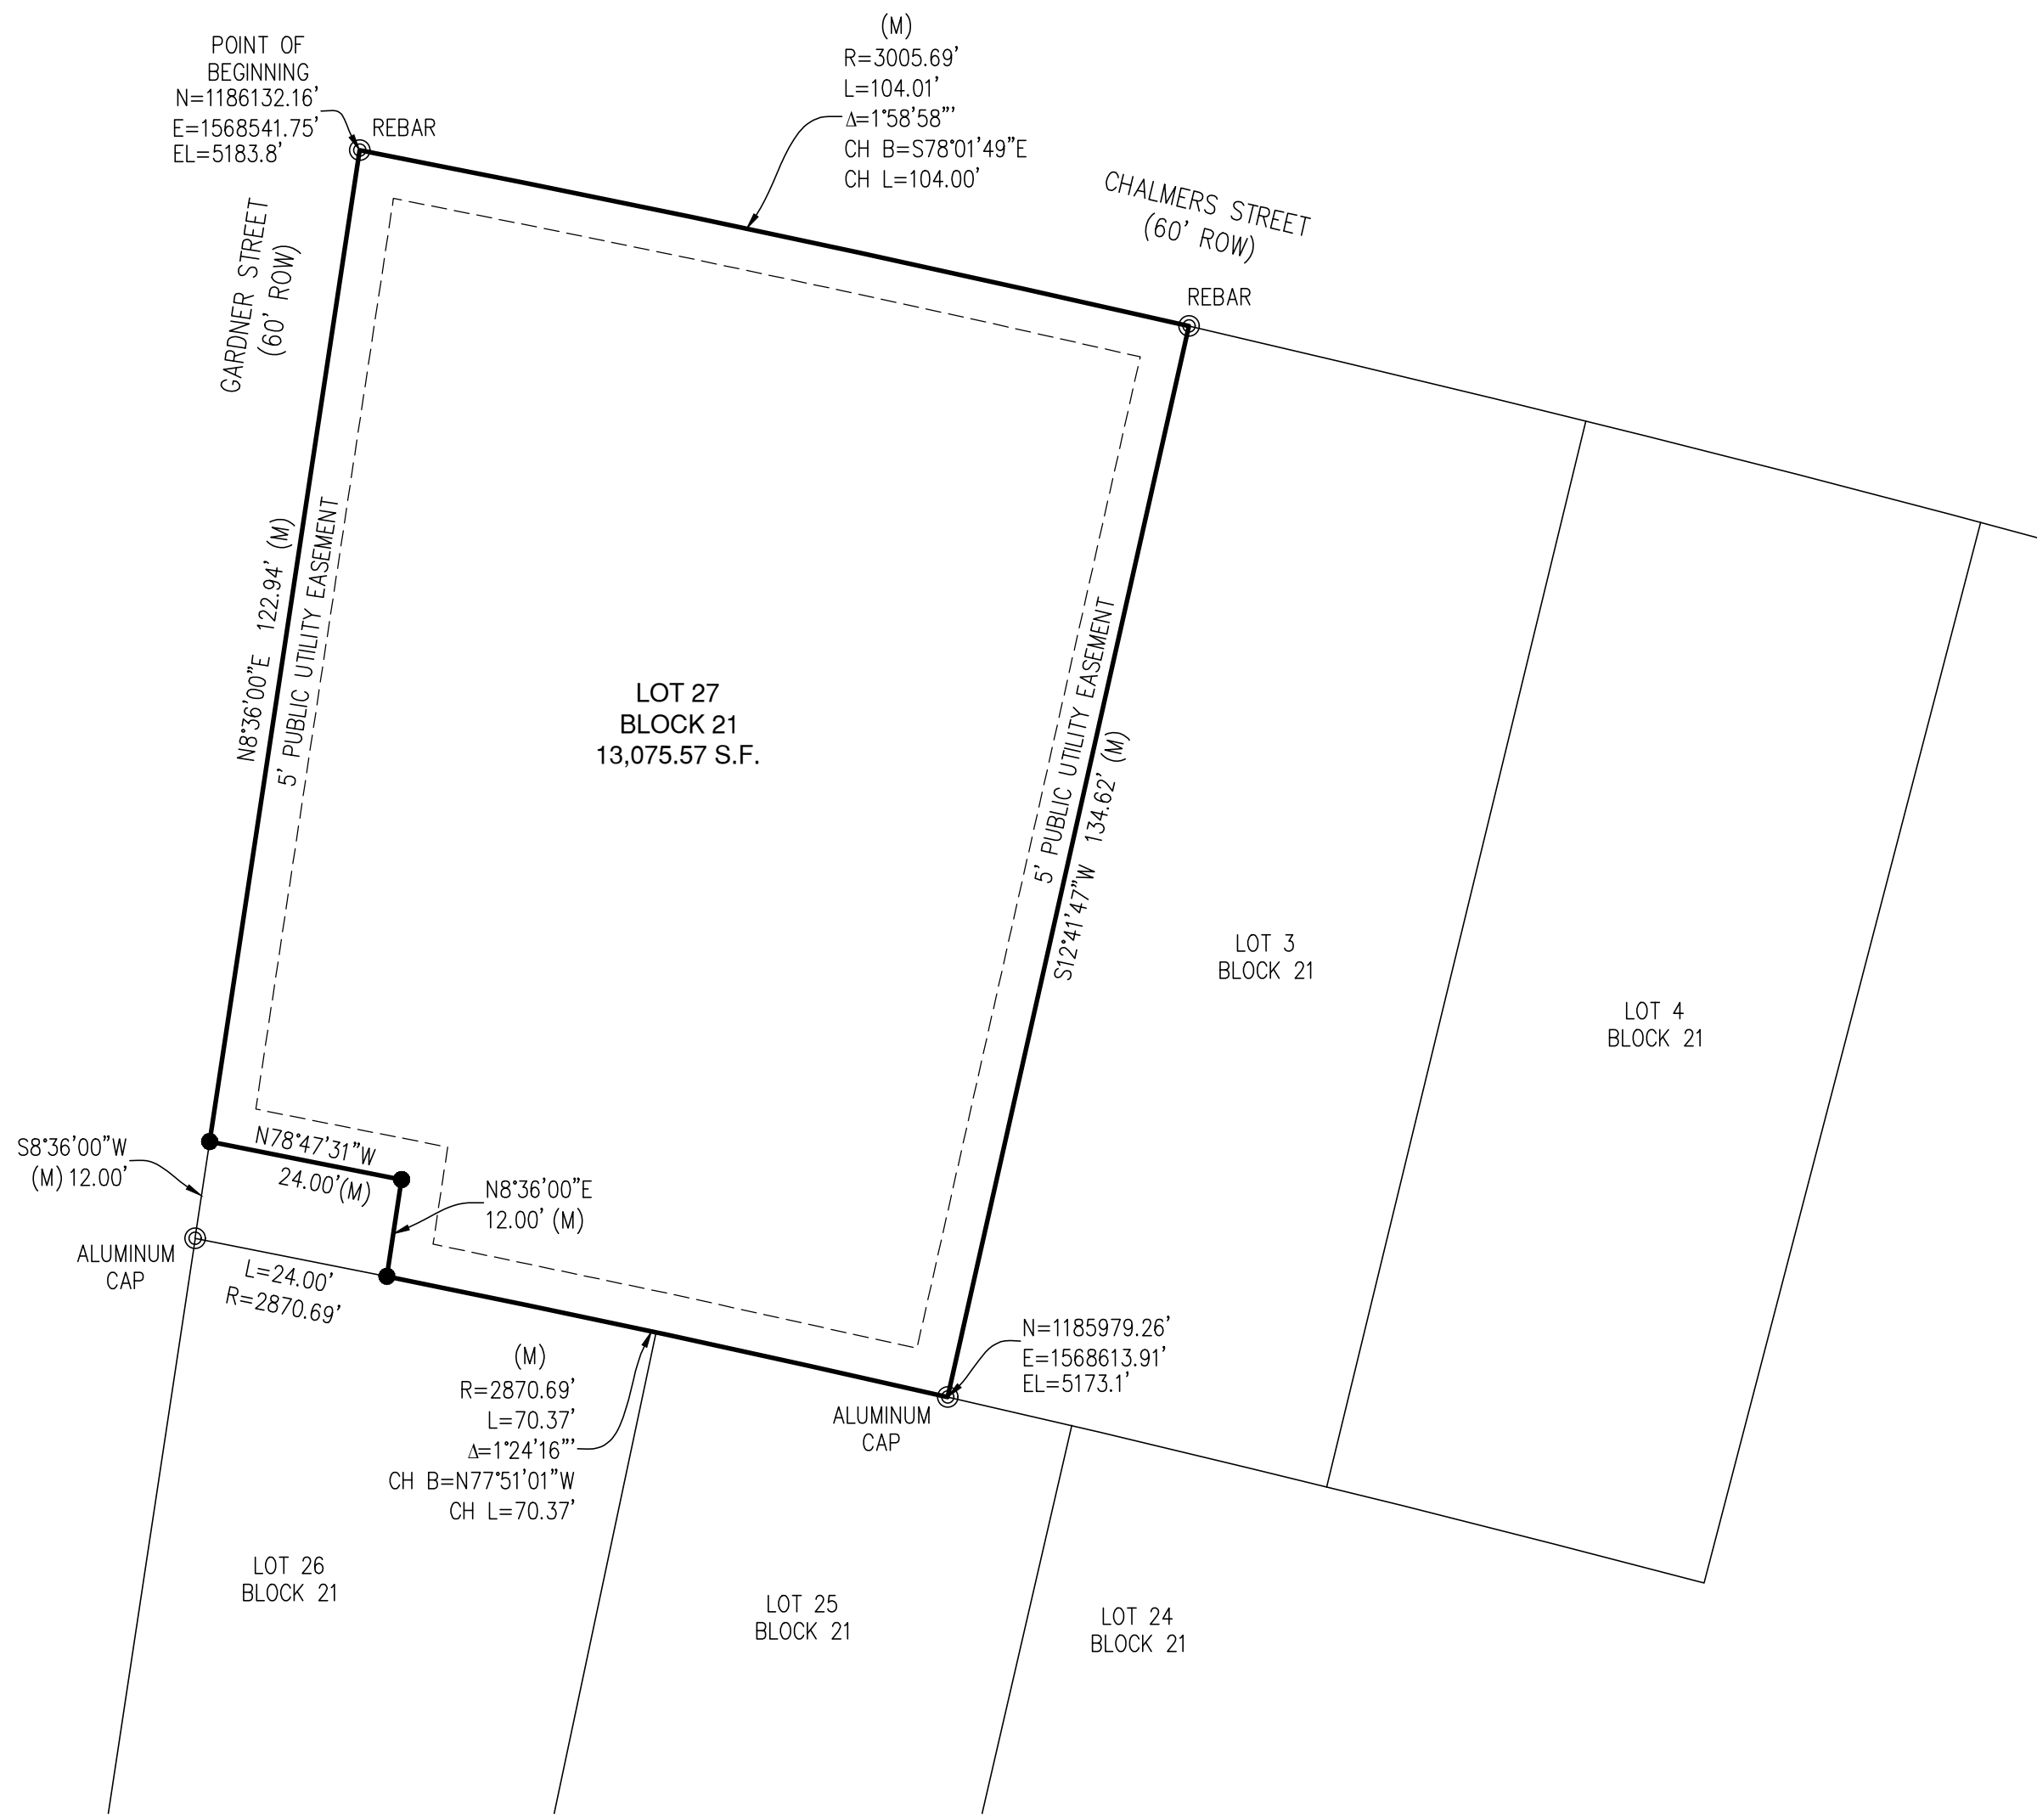 POINT OF
BEGINNING
N=1186132.16'
E=1568541.75'
EL=5183.8'
REBAR
(M)
R=3005.69'
L=104.01'
Δ=1°58'58"'
CH B=S78°01'49"E
CH L=104.00'
CHALMERS STREET
(60' ROW)
REBAR
GARDNER STREET
(60' ROW)
N8°36'00"E 122.94' (M)
5' PUBLIC UTILITY EASEMENT
LOT 27
BLOCK 21
13,075.57 S.F.
5' PUBLIC UTILITY EASEMENT
S12°41'47"W 134.62' (M)
LOT 3
BLOCK 21
LOT 4
BLOCK 21
S8°36'00"W
(M) 12.00'
N78°47'31"W
24.00'(M)
N8°36'00"E
12.00' (M)
ALUMINUM
CAP
L=24.00'
R=2870.69'
(M)
R=2870.69'
L=70.37'
Δ=1°24'16"'
CH B=N77°51'01"W
CH L=70.37'
N=1185979.26'
E=1568613.91'
EL=5173.1'
ALUMINUM
CAP
LOT 26
BLOCK 21
LOT 25
BLOCK 21
LOT 24
BLOCK 21